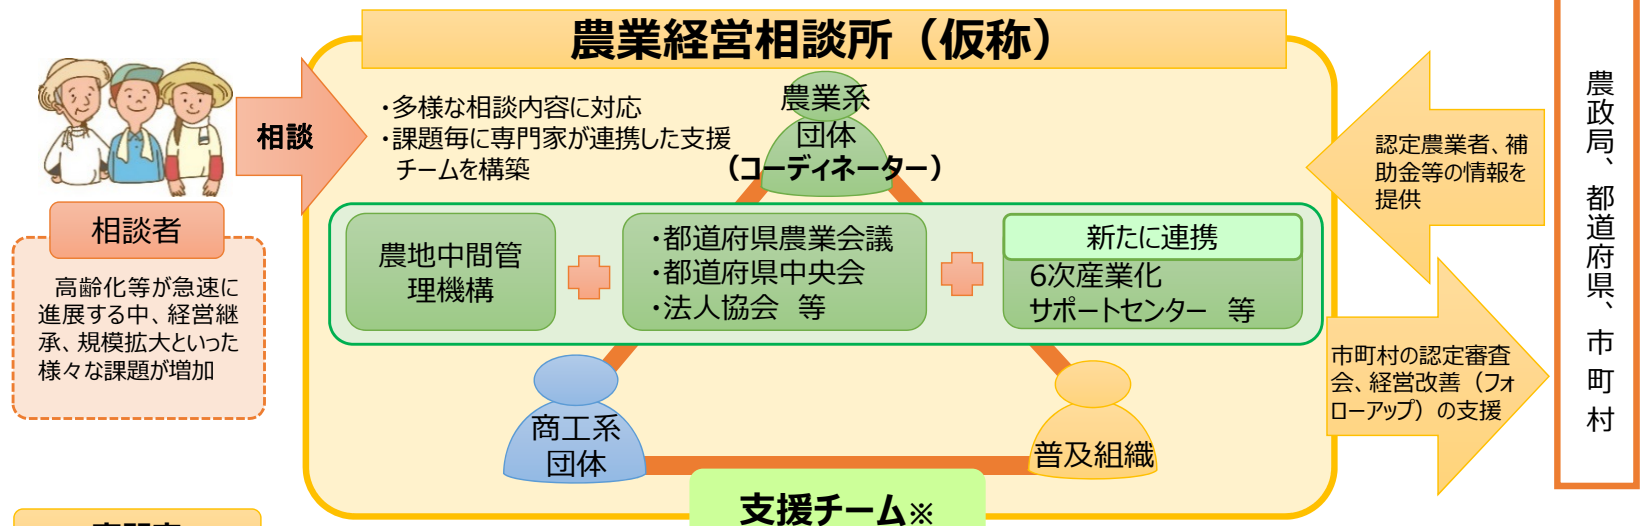 農業経営相談所（仮称）
相談
・多様な相談内容に対応
・課題毎に専門家が連携した支援
チームを構築
農業系
団体
（コーディネーター）
相談者
高齢化等が急速に
進展する中、経営継
承、規模拡大といった
様々な課題が増加
農地中間管
理機構
・都道府県農業会議
・都道府県中央会
・法人協会　等
新たに連携
6次産業化
サポートセンター　等
商工系
団体
普及組織
支援チーム※
認定農業者、補
助金等の情報を
提供
市町村の認定審査
会、経営改善（フォ
ローアップ）の支援
農政局、都道府県、市町村